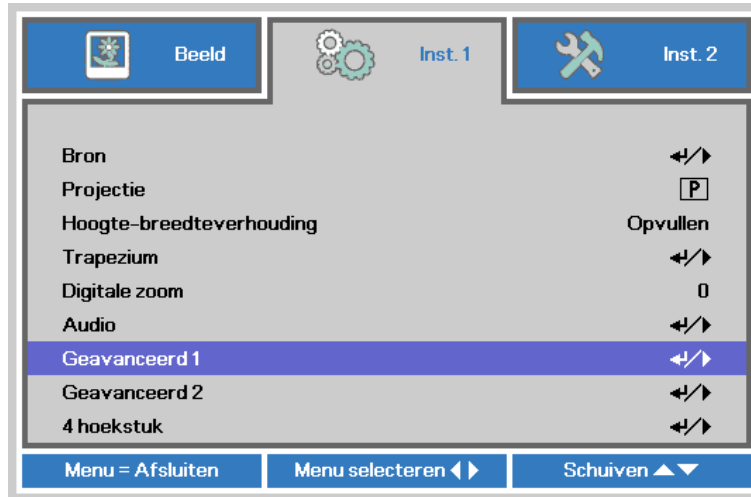 Beeld
Inst. 1
Inst. 2
Bron
Projectie P
Hoogte-breedteverhouding Opvullen
Trapezium
Digitale zoom 0
Audio
Geavanceerd 1
Geavanceerd 2
4 hoekstuk
Menu = Afsluiten
Menu selecteren
Schuiven